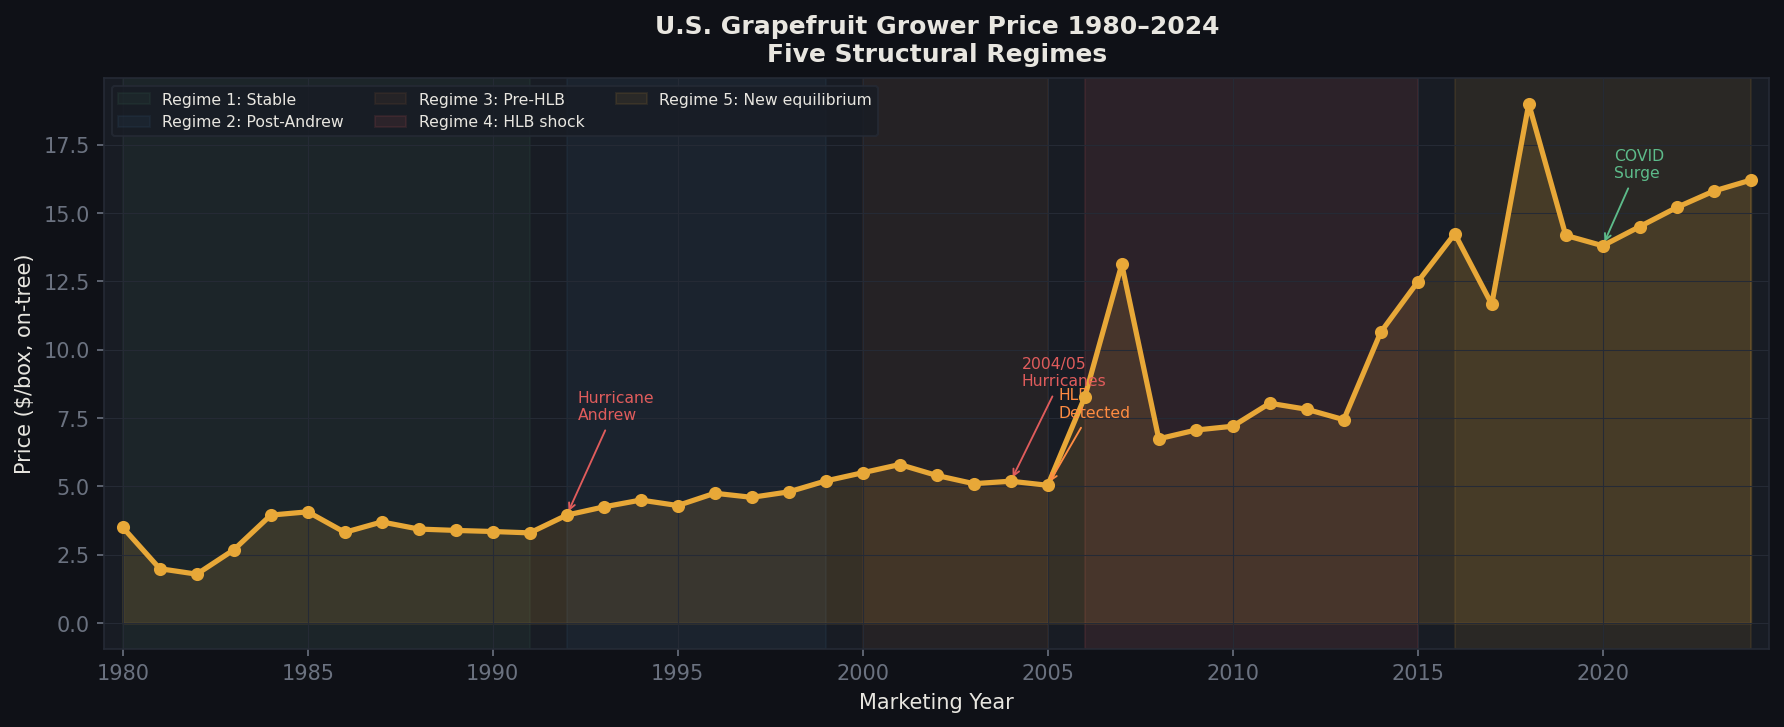 U.S. Grapefruit Grower Price 1980–2024
Five Structural Regimes
Regime 1: Stable
Regime 2: Post-Andrew
Regime 3: Pre-HLB
Regime 4: HLB shock
Regime 5: New equilibrium
Price ($/box, on-tree)
17.5
15.0
12.5
10.0
7.5
5.0
2.5
0.0
COVID
Surge
2004/05
Hurricanes
HLB
Detected
Hurricane
Andrew
1980
1985
1990
1995
2000
2005
2010
2015
2020
Marketing Year